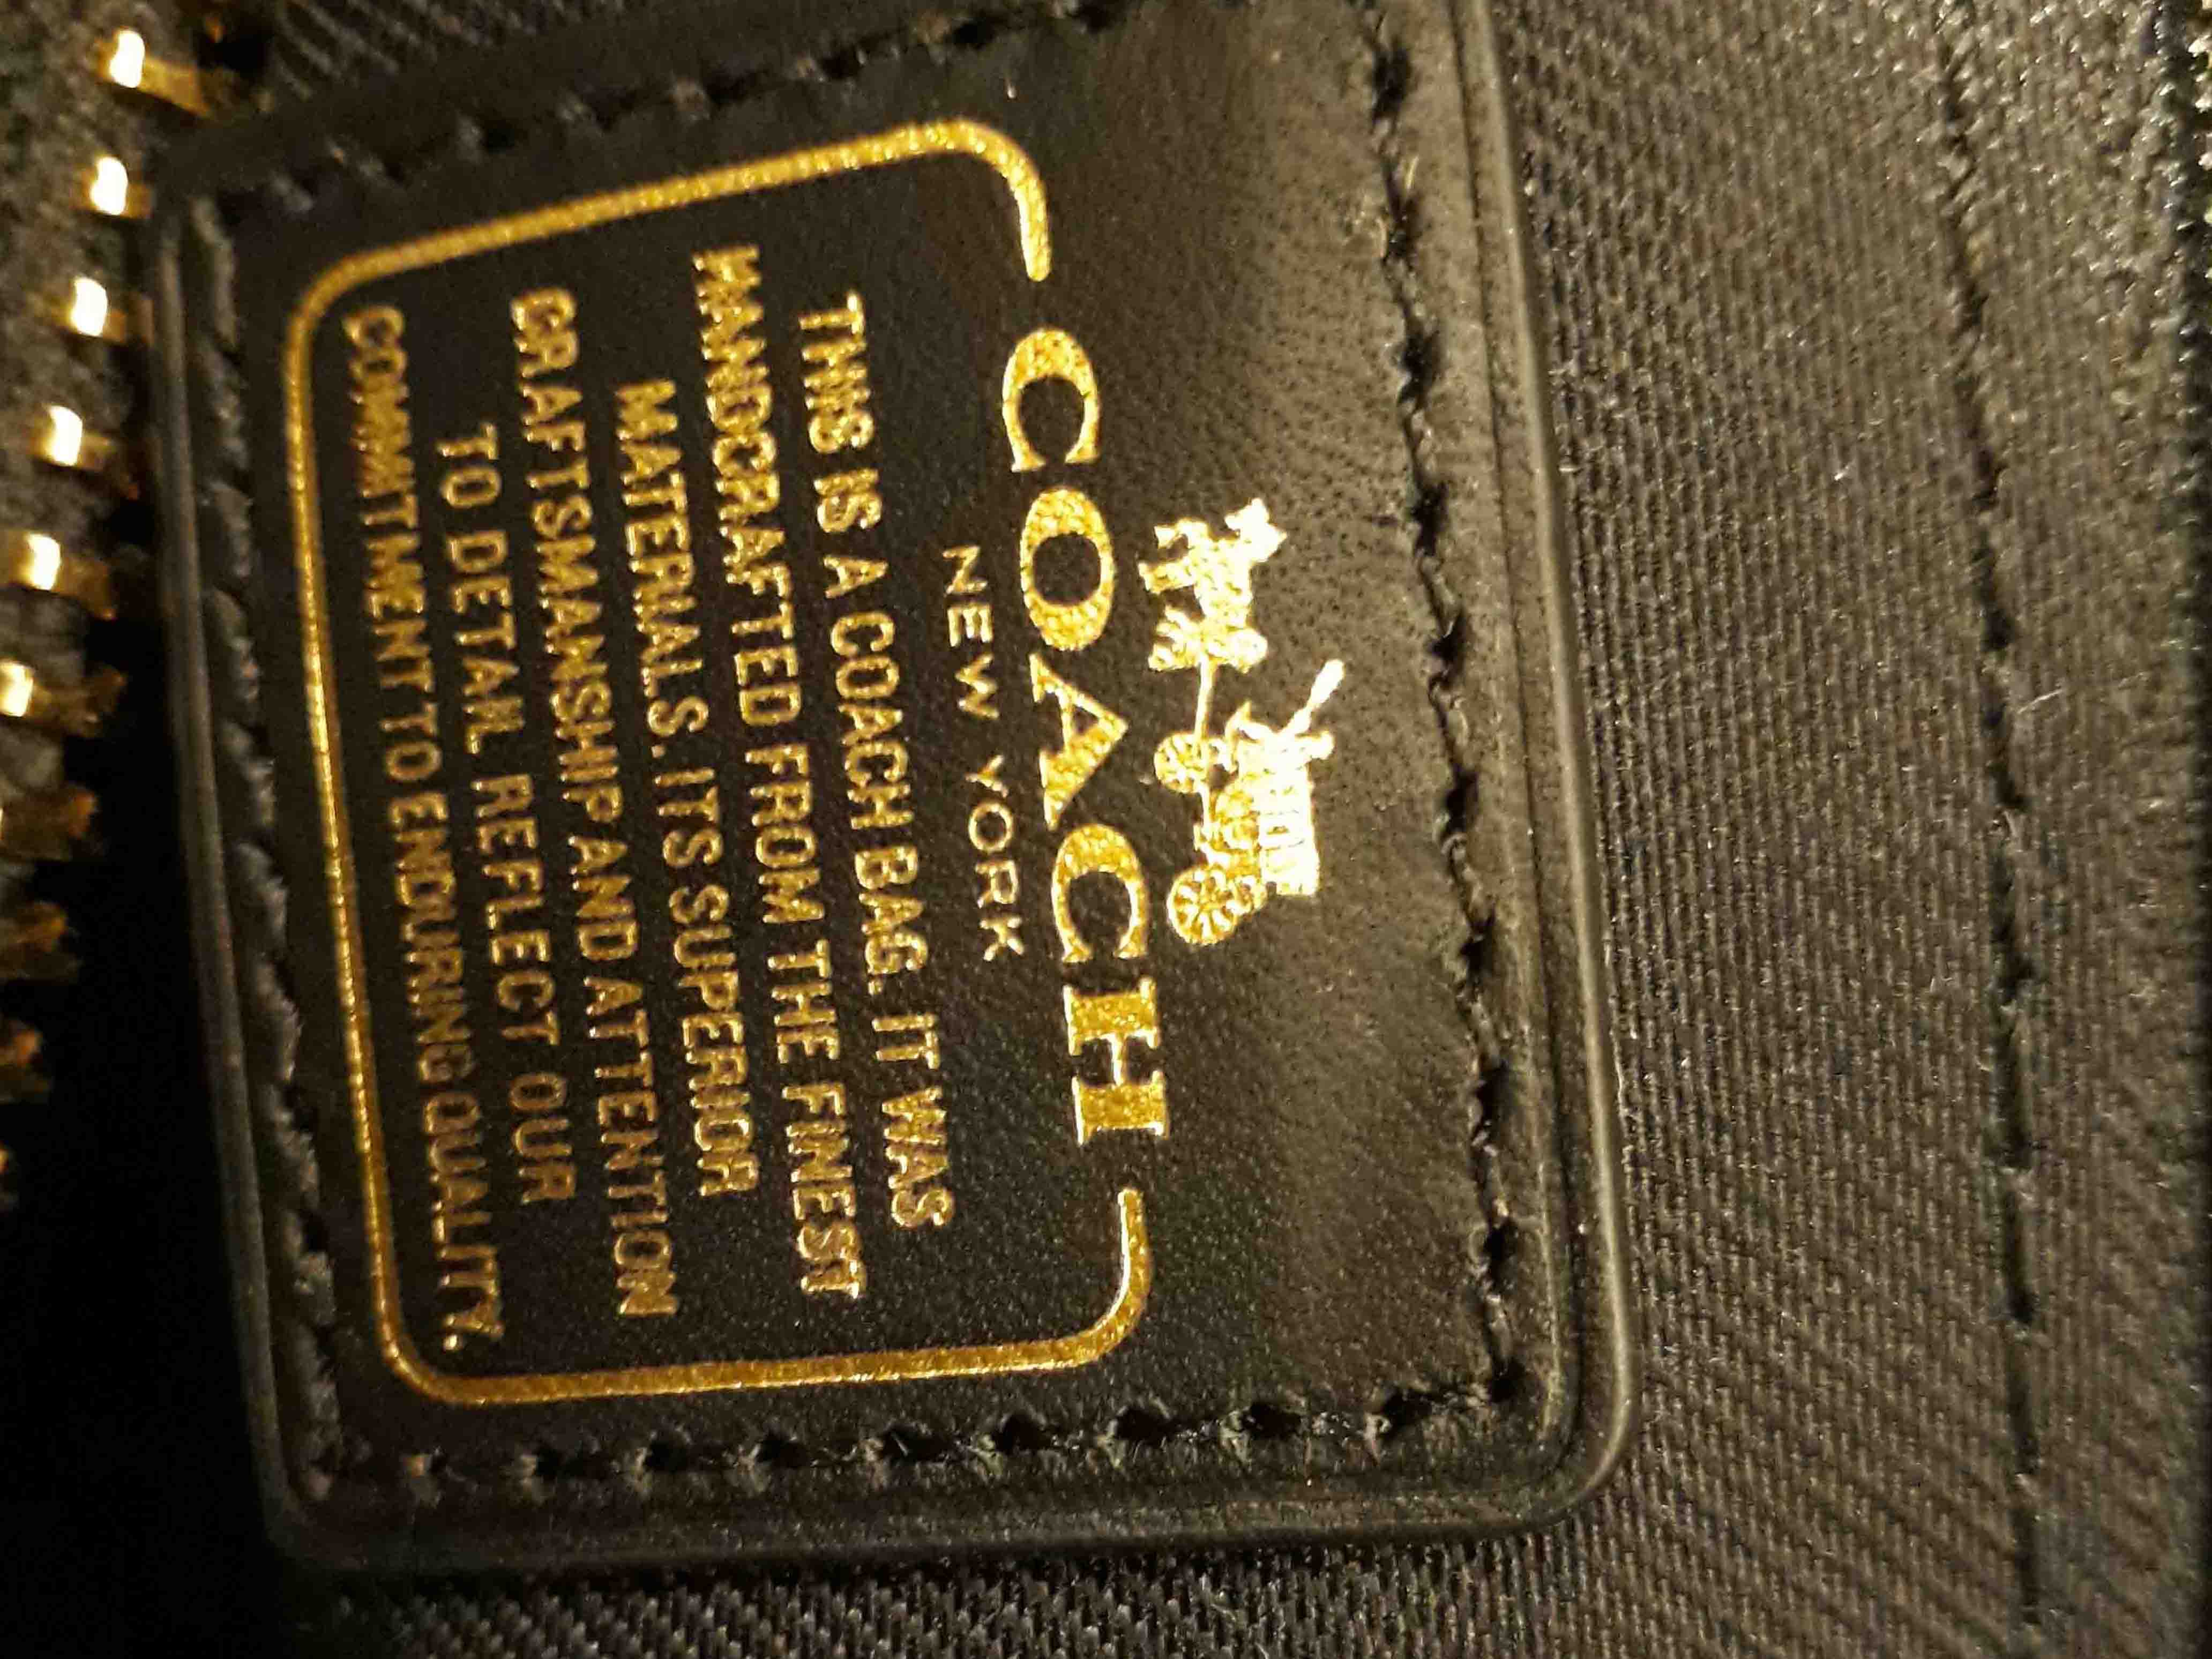 COACH
NEW YORK
THIS IS A COACH BAG. IT WAS
HANDCRAFTED FROM THE FINEST
MATERIALS. ITS SUPERIOR
CRAFTSMANSHIP AND ATTENTION
TO DETAIL REFLECT OUR
COMMITMENT TO ENDURING QUALITY.